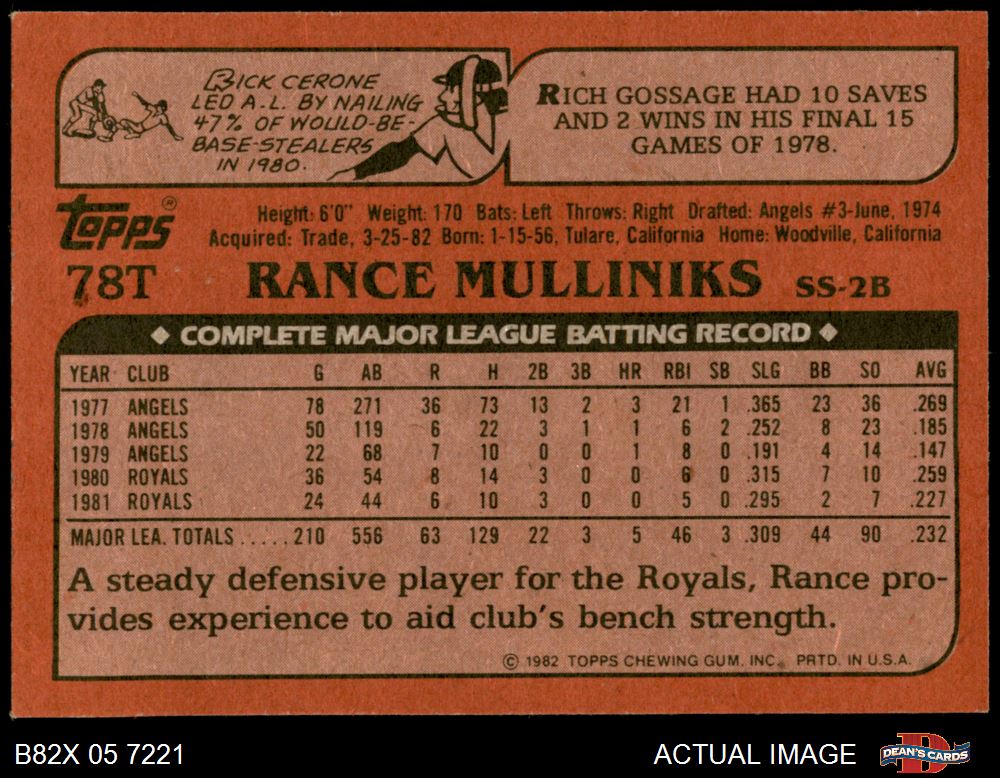 RICK CERONE
LED A.L. BY NAILING
47% OF WOULD-BE-
BASE-STEALERS
IN 1980.
RICH GOSSAGE HAD 10 SAVES
AND 2 WINS IN HIS FINAL 15
GAMES OF 1978.
topps®
Height: 6'0" Weight: 170 Bats: Left Throws: Right Drafted: Angels #3-June, 1974
Acquired: Trade, 3-25-82 Born: 1-15-56, Tulare, California Home: Woodville, California
78T RANCE MULLINIKS SS-2B
◆ COMPLETE MAJOR LEAGUE BATTING RECORD ◆
YEAR CLUB G AB R H 2B 3B HR RBI SB SLG BB SO AVG
1977 ANGELS 78 271 36 73 13 2 3 21 1 .365 23 36 .269
1978 ANGELS 50 119 6 22 3 1 1 6 2 .252 8 23 .185
1979 ANGELS 22 68 7 10 0 0 1 8 0 .191 4 14 .147
1980 ROYALS 36 54 8 14 3 0 0 6 0 .315 7 10 .259
1981 ROYALS 24 44 6 10 3 0 0 5 0 .295 2 7 .227
MAJOR LEA. TOTALS.....210 556 63 129 22 3 5 46 3 .309 44 90 .232
A steady defensive player for the Royals, Rance pro-
vides experience to aid club's bench strength.
© 1982 TOPPS CHEWING GUM, INC. PRTD. IN U.S.A.
B82X 05 7221 ACTUAL IMAGE DEAN'S CARDS